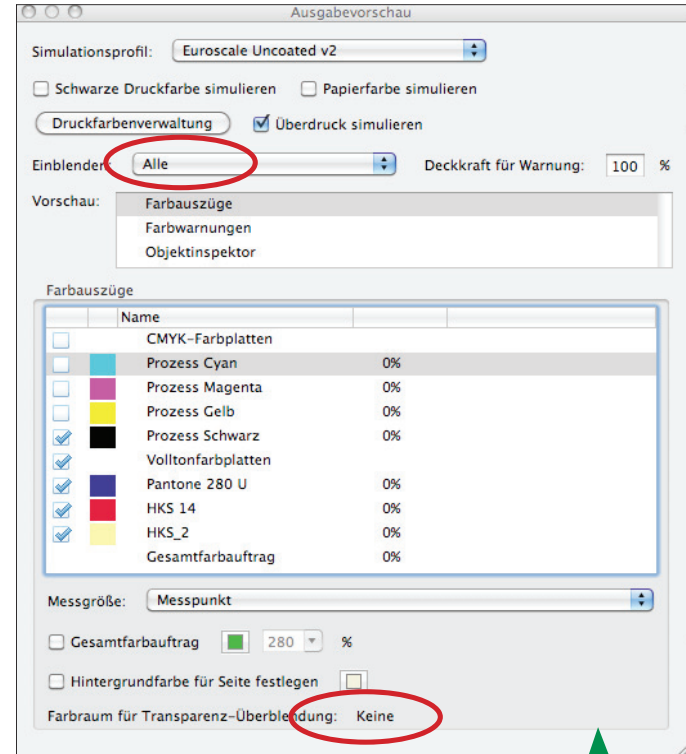 Ausgabevorschau
Simulationsprofil: Euroscale Uncoated v2
Schwarze Druckfarbe simulieren Papierfarbe simulieren
Druckfarbenverwaltung Überdruck simulieren
Einblenden: Alle Deckkraft für Warnung: 100 %
Vorschau: Farbauszüge
Farbwarnungen
Objektinspektor
Farbauszüge
Name
CMYK-Farbplatten
Prozess Cyan 0%
Prozess Magenta 0%
Prozess Gelb 0%
Prozess Schwarz 0%
Volltonfarbplatten
Pantone 280 U 0%
HKS 14 0%
HKS_2 0%
Gesamtfarbauftrag 0%
Messgröße: Messpunkt
Gesamtfarbauftrag 280 %
Hintergrundfarbe für Seite festlegen
Farbraum für Transparenz-Überblendung: Keine